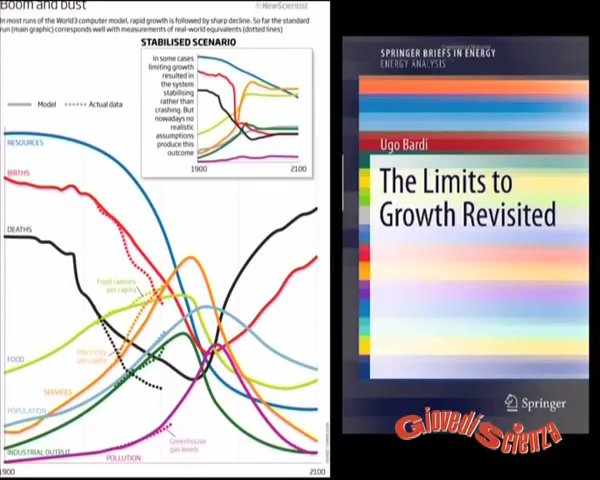 Boom and bust
©NewScientist
In most runs of the World3 computer model, rapid growth is followed by sharp decline. So far the standard
run (main graphic) corresponds well with measurements of real-world equivalents (dotted lines)
STABILISED SCENARIO
In some cases
limiting growth
resulted in
the system
stabilising
rather than
crashing. But
nowadays no
realistic
assumptions
produce this
outcome
1900
2100
Model
Actual data
RESOURCES
BIRTHS
DEATHS
Food calories
per capita
Electricity
per capita
FOOD
SERVICES
POPULATION
INDUSTRIAL OUTPUT
POLLUTION
Greenhouse
gas levels
1900
2100
SPRINGER BRIEFS IN ENERGY
ENERGY ANALYSIS
Ugo Bardi
The Limits to
Growth Revisited
Springer
Giovedì Scienza